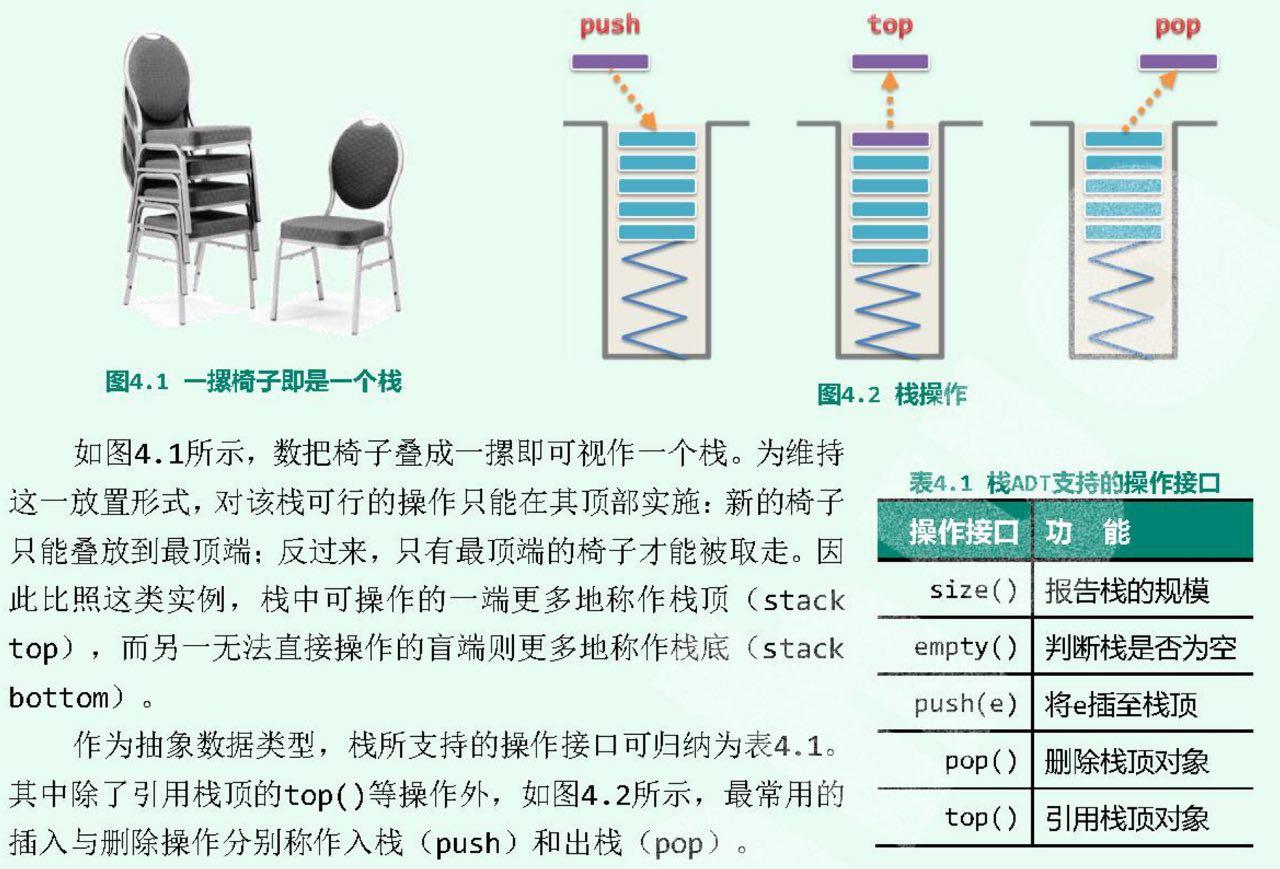 push
top
pop
图4.1 一摞椅子即是一个栈
图4.2 栈操作
如图4.1所示，数把椅子叠成一摞即可视作一个栈。为维持
这一放置形式，对该栈可行的操作只能在其顶部实施：新的椅子
只能叠放到最顶端；反过来，只有最顶端的椅子才能被取走。因
此比照这类实例，栈中可操作的一端更多地称作栈顶（stack
top），而另一无法直接操作的盲端则更多地称作栈底（stack
bottom）。
作为抽象数据类型，栈所支持的操作接口可归纳为表4.1。
其中除了引用栈顶的top()等操作外，如图4.2所示，最常用的
插入与删除操作分别称作入栈（push）和出栈（pop）。
表4.1 栈ADT支持的操作接口
操作接口 功 能
size() 报告栈的规模
empty() 判断栈是否为空
push(e) 将e插至栈顶
pop() 删除栈顶对象
top() 引用栈顶对象